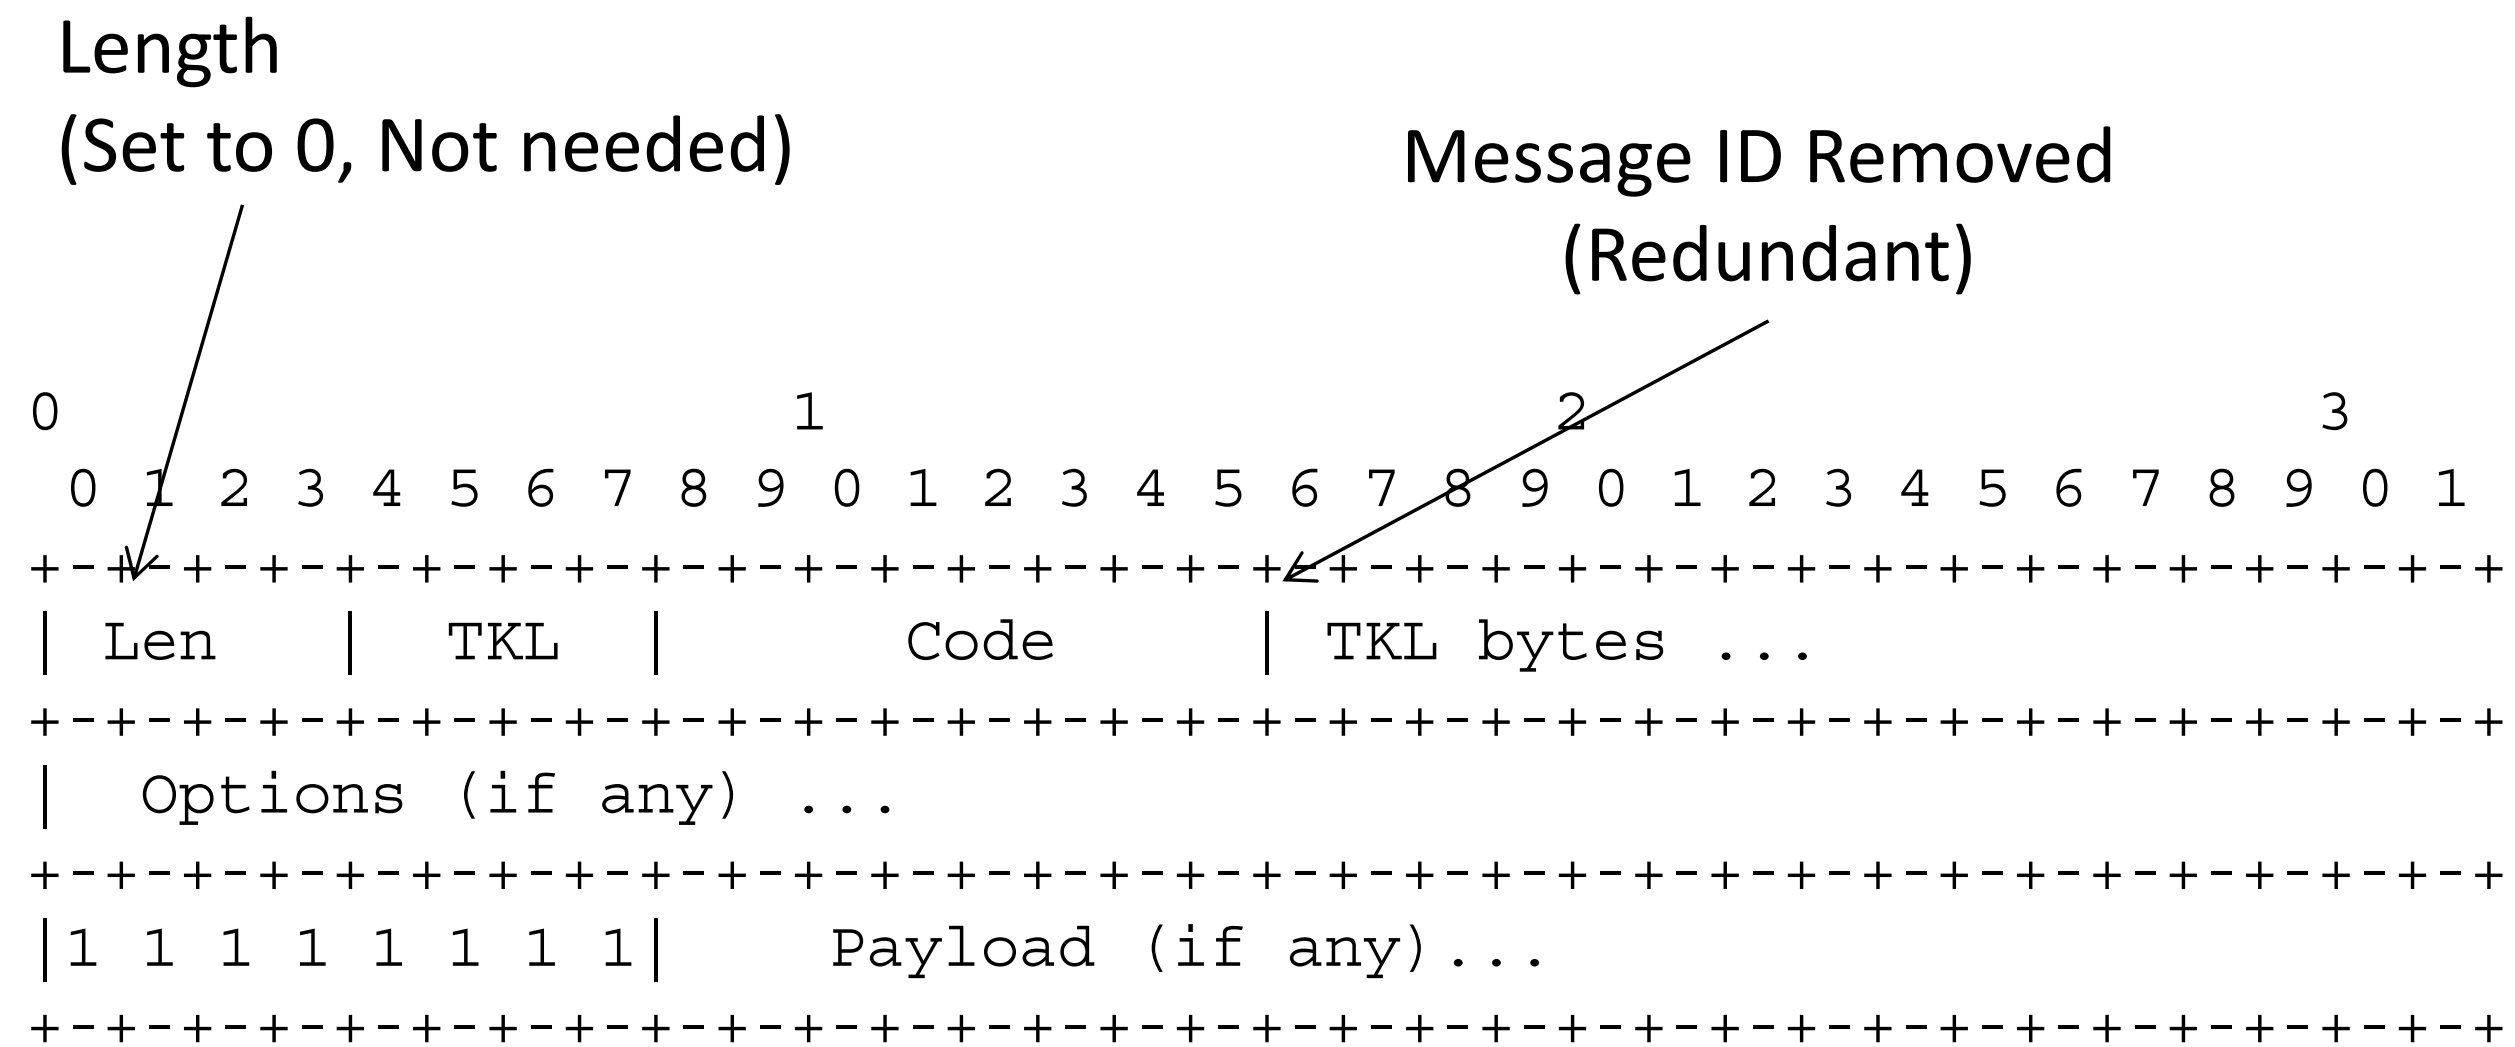 Length
(Set to 0, Not needed)
Message ID Removed
(Redundant)
0 1 2 3
0 1 2 3 4 5 6 7 8 9 0 1 2 3 4 5 6 7 8 9 0 1 2 3 4 5 6 7 8 9 0 1
+-+-+-+-+-+-+-+-+-+-+-+-+-+-+-+-+-+-+-+-+-+-+-+-+-+-+-+-+-+-+-+-+
| Len | TKL | Code | TKL bytes ...
+-+-+-+-+-+-+-+-+-+-+-+-+-+-+-+-+-+-+-+-+-+-+-+-+-+-+-+-+-+-+-+-+
| Options (if any) ...
+-+-+-+-+-+-+-+-+-+-+-+-+-+-+-+-+-+-+-+-+-+-+-+-+-+-+-+-+-+-+-+-+
|1 1 1 1 1 1 1 1| Payload (if any)...
+-+-+-+-+-+-+-+-+-+-+-+-+-+-+-+-+-+-+-+-+-+-+-+-+-+-+-+-+-+-+-+-+